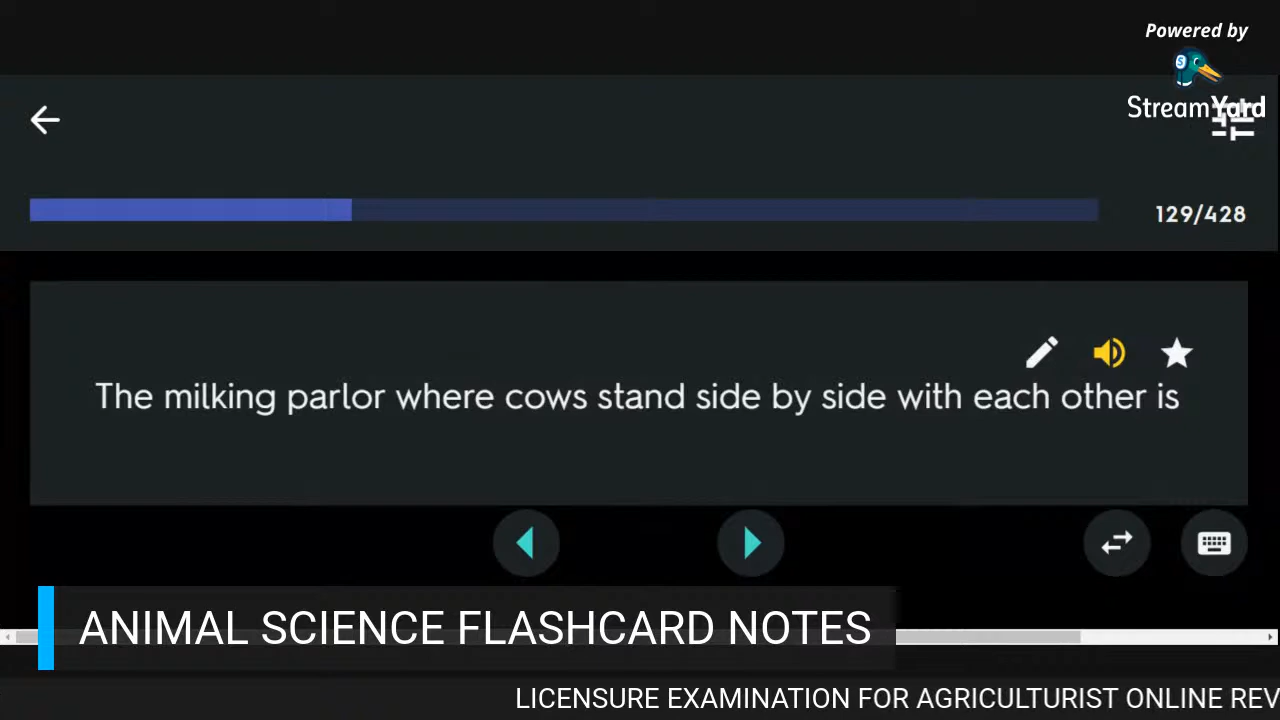 Powered by
StreamYard
129/428
The milking parlor where cows stand side by side with each other is
ANIMAL SCIENCE FLASHCARD NOTES
LICENSURE EXAMINATION FOR AGRICULTURIST ONLINE REV